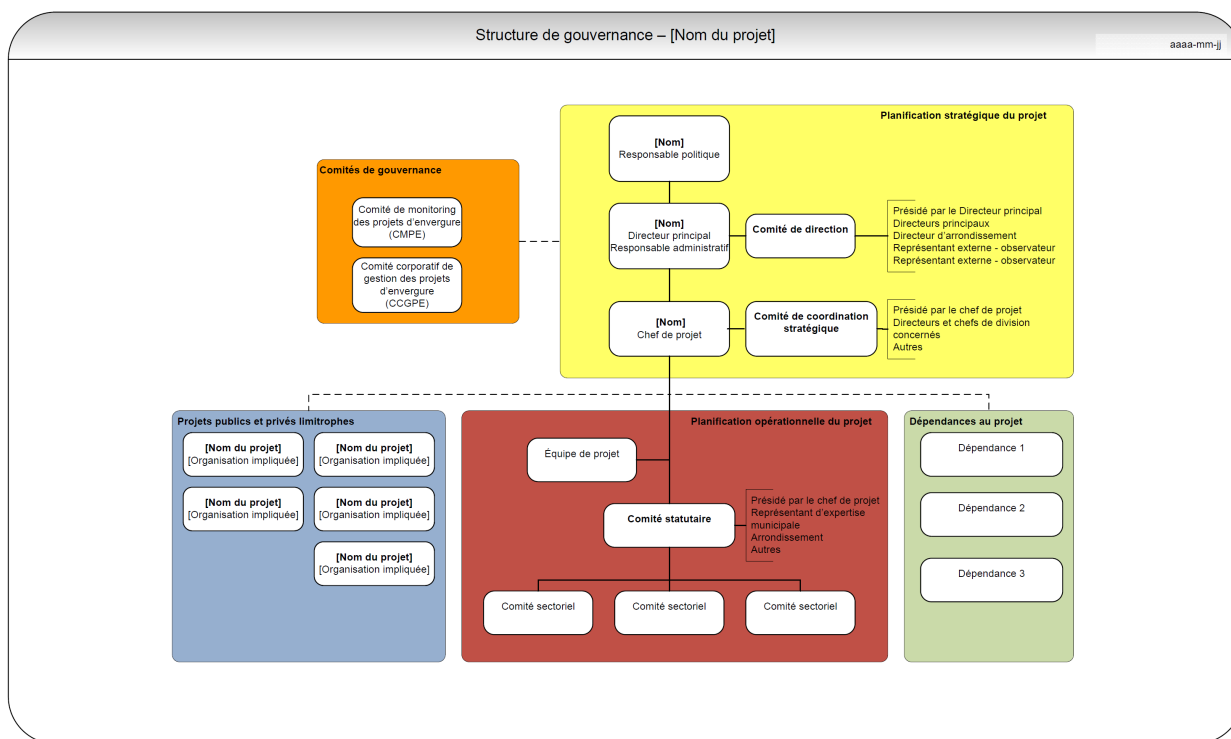 Structure de gouvernance – [Nom du projet]
aaaa-mm-jj
Planification stratégique du projet
[Nom]
Responsable politique
Comités de gouvernance
Comité de monitoring
des projets d'envergure
(CMPE)
Comité corporatif de
gestion des projets
d'envergure
(CCGPE)
[Nom]
Directeur principal
Responsable administratif
Comité de direction
Présidé par le Directeur principal
Directeurs principaux
Directeur d'arrondissement
Représentant externe - observateur
Représentant externe - observateur
[Nom]
Chef de projet
Comité de coordination
stratégique
Présidé par le chef de projet
Directeurs et chefs de division
concernés
Autres
Projets publics et privés limitrophes
[Nom du projet]
[Organisation impliquée]
[Nom du projet]
[Organisation impliquée]
[Nom du projet]
[Organisation impliquée]
[Nom du projet]
[Organisation impliquée]
[Nom du projet]
[Organisation impliquée]
Planification opérationnelle du projet
Équipe de projet
Comité statutaire
Présidé par le chef de projet
Représentant d'expertise
municipale
Arrondissement
Autres
Comité sectoriel
Comité sectoriel
Comité sectoriel
Dépendances au projet
Dépendance 1
Dépendance 2
Dépendance 3